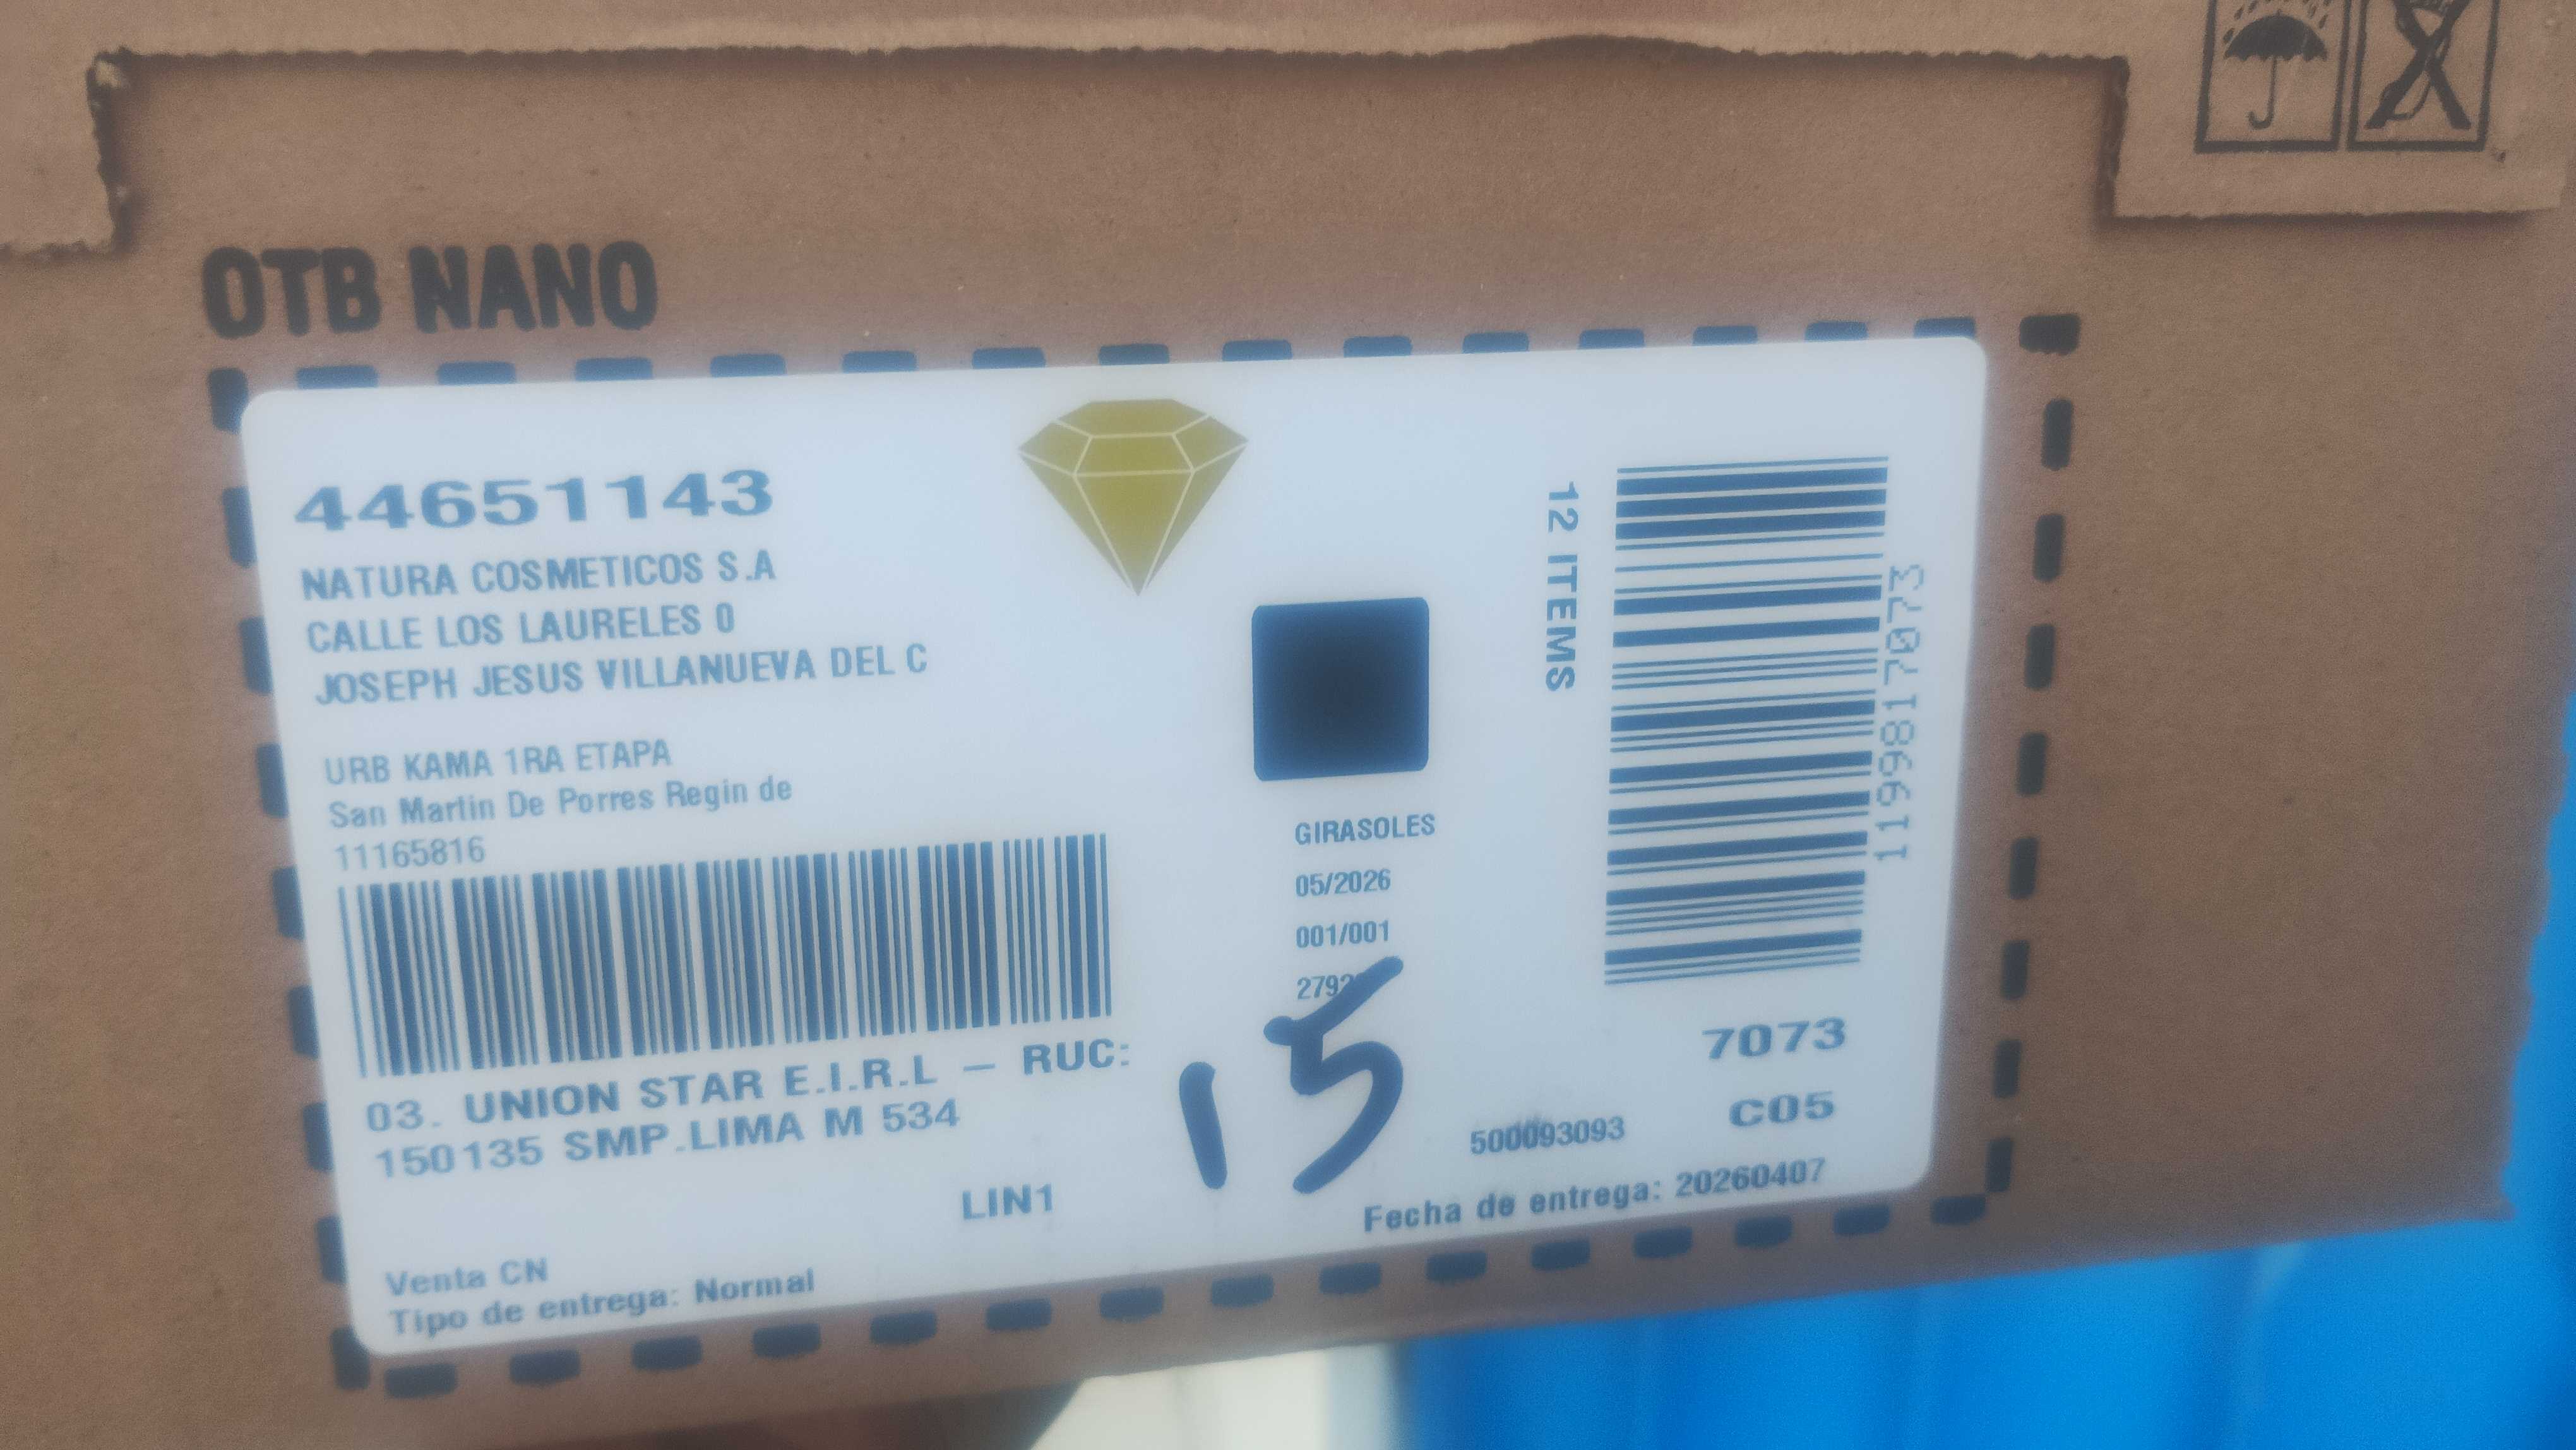 OTB NANO
44651143
NATURA COSMETICOS S.A
CALLE LOS LAURELES 0
JOSEPH JESUS VILLANUEVA DEL C
URB KAMA 1RA ETAPA
San Martin De Porres Regin de
11165816
03. UNION STAR E.I.R.L – RUC:
150135 SMP.LIMA M 534
LIN1
Venta CN
Tipo de entrega: Normal
GIRASOLES
05/2026
001/001
15
12 ITEMS
119981 7073
7073
C05
500093093
Fecha de entrega: 20260407